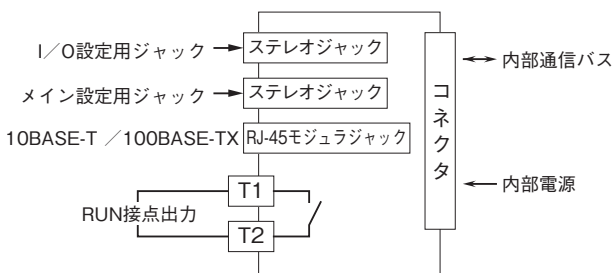 I／O設定用ジャック
ステレオジャック
メイン設定用ジャック
ステレオジャック
10BASE-T ／100BASE-TX
RJ-45モジュラジャック
RUN接点出力
T1
T2
コネクタ
内部通信バス
内部電源